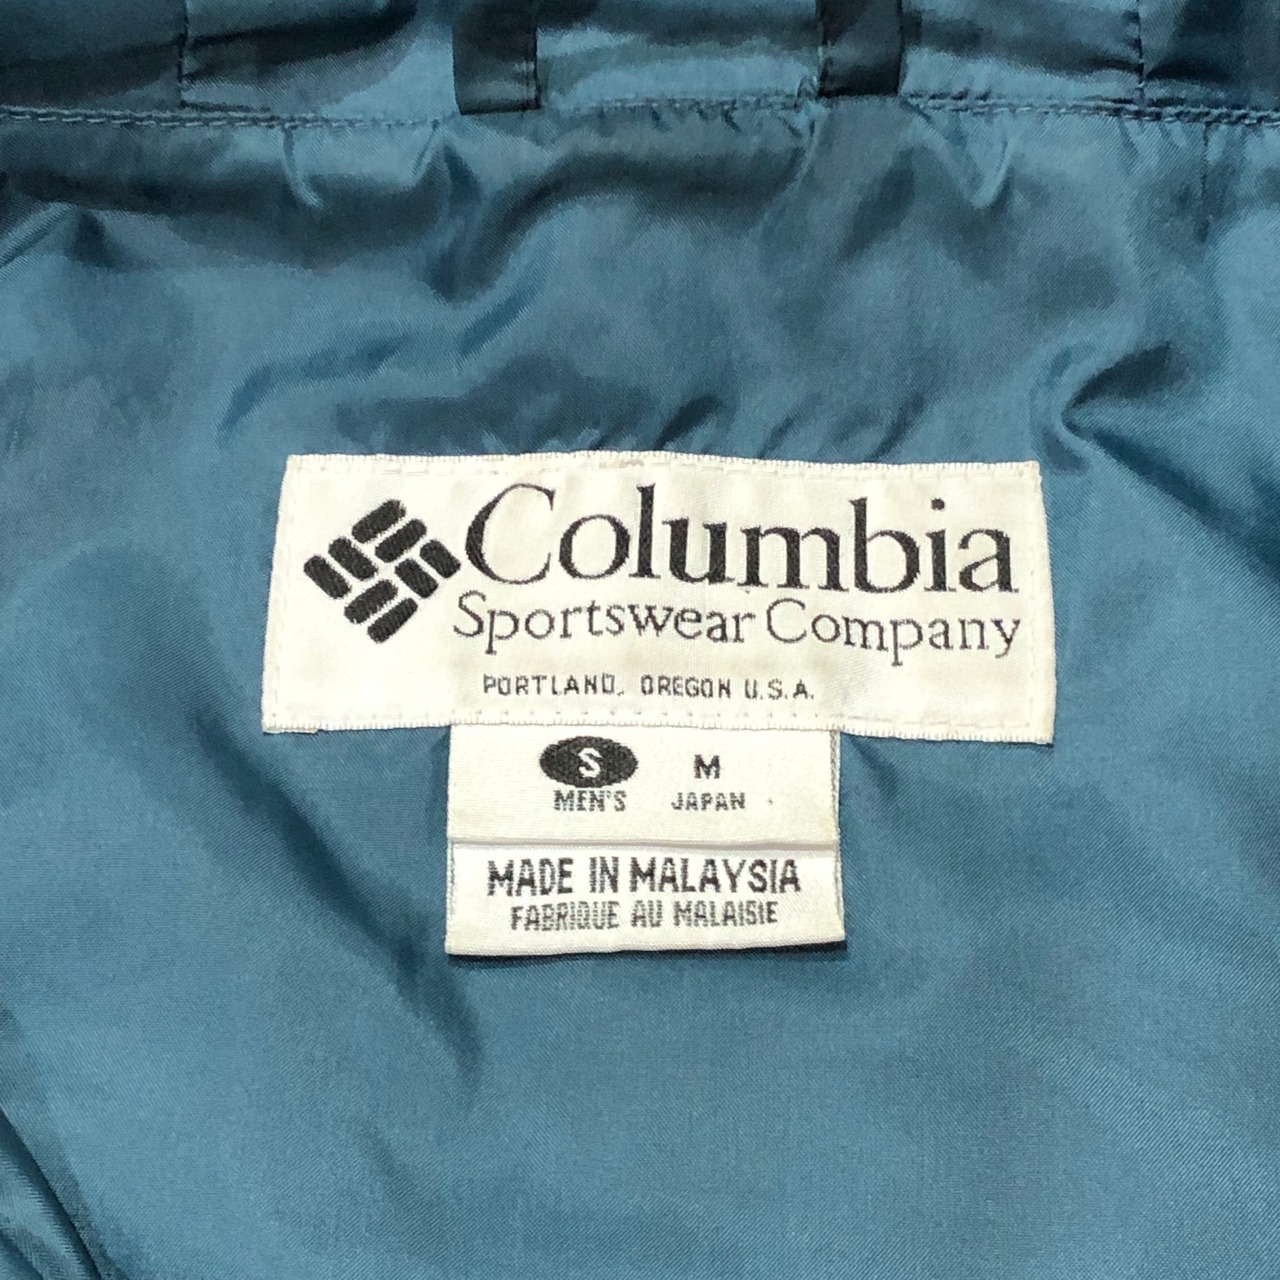 Columbia
Sportswear Company
PORTLAND, OREGON U.S.A.
S M
MEN'S JAPAN
MADE IN MALAYSIA
FABRIQUE AU MALAISIE